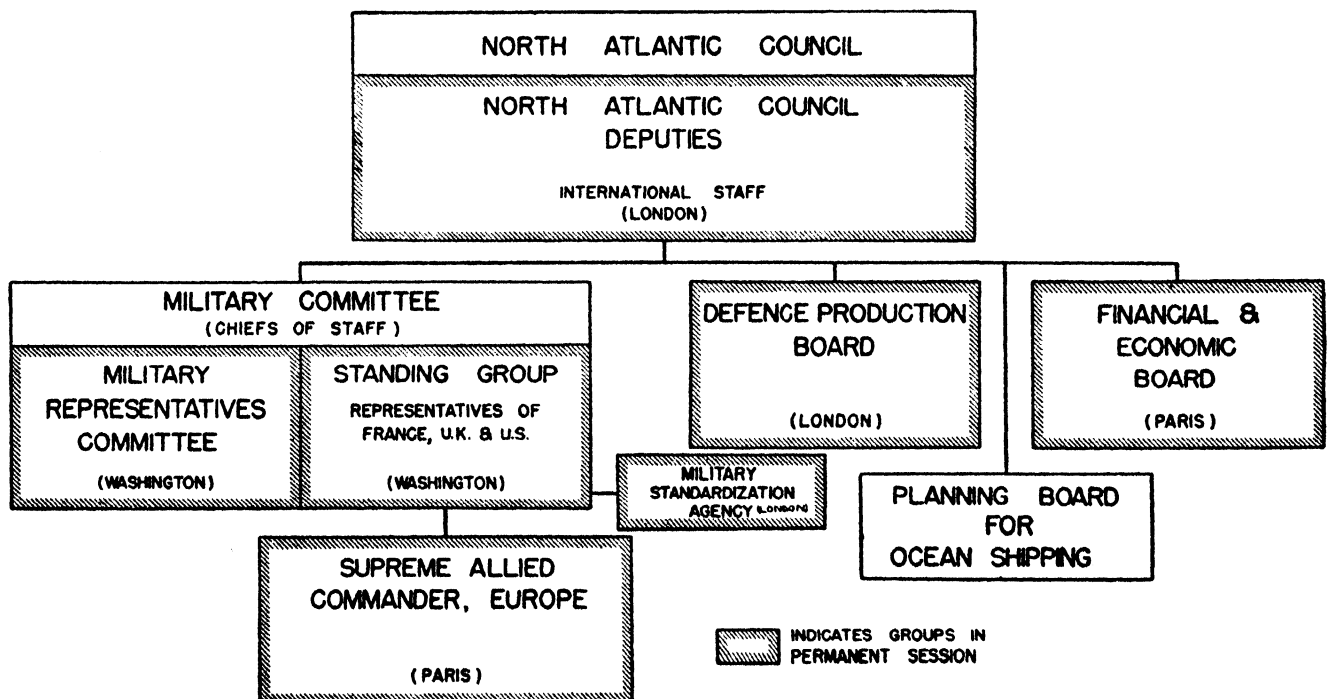 NORTH ATLANTIC COUNCIL
NORTH ATLANTIC COUNCIL
DEPUTIES
INTERNATIONAL STAFF
(LONDON)
MILITARY COMMITTEE
(CHIEFS OF STAFF)
MILITARY
REPRESENTATIVES
COMMITTEE
(WASHINGTON)
STANDING GROUP
REPRESENTATIVES OF
FRANCE, U.K. & U.S.
(WASHINGTON)
DEFENCE PRODUCTION
BOARD
(LONDON)
FINANCIAL &
ECONOMIC
BOARD
(PARIS)
MILITARY
STANDARDIZATION
AGENCY (LONDON)
PLANNING BOARD
FOR
OCEAN SHIPPING
SUPREME ALLIED
COMMANDER, EUROPE
(PARIS)
INDICATES GROUPS IN
PERMANENT SESSION